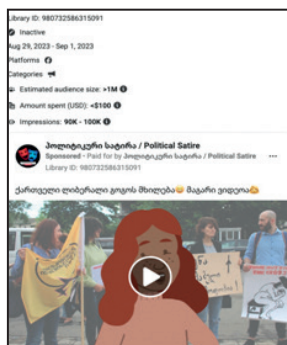 Library ID: 980732586315091
Inactive
Aug 29, 2023 - Sep 1, 2023
Platforms
Categories
Estimated audience size: >1M
Amount spent (USD): <$100
Impressions: 90K - 100K
პოლიტიკური სატირა / Political Satire
Sponsored • Paid for by პოლიტიკური სატირა / Political Satire
Library ID: 980732586315091
ქართველი ლიბერალი გოგოს მხილება😄 მაგარი ვიდეოა😂